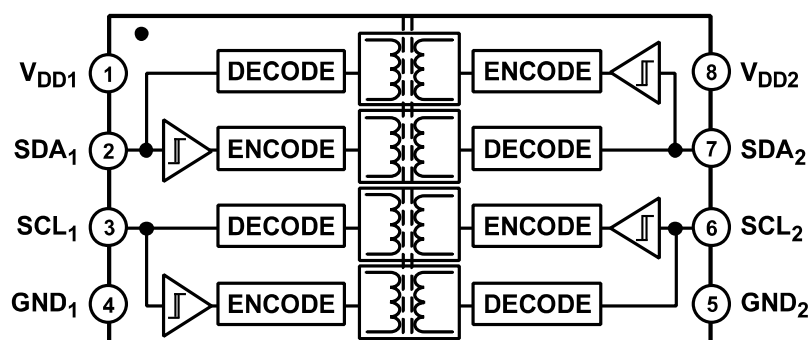 VDD1 1 DECODE ENCODE 8 VDD2
SDA1 2 ENCODE DECODE 7 SDA2
SCL1 3 DECODE ENCODE 6 SCL2
GND1 4 ENCODE DECODE 5 GND2